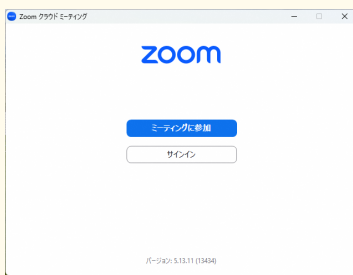 Zoom クラウド ミーティング
zoom
ミーティングに参加
サインイン
バージョン: 5.13.11 (13434)